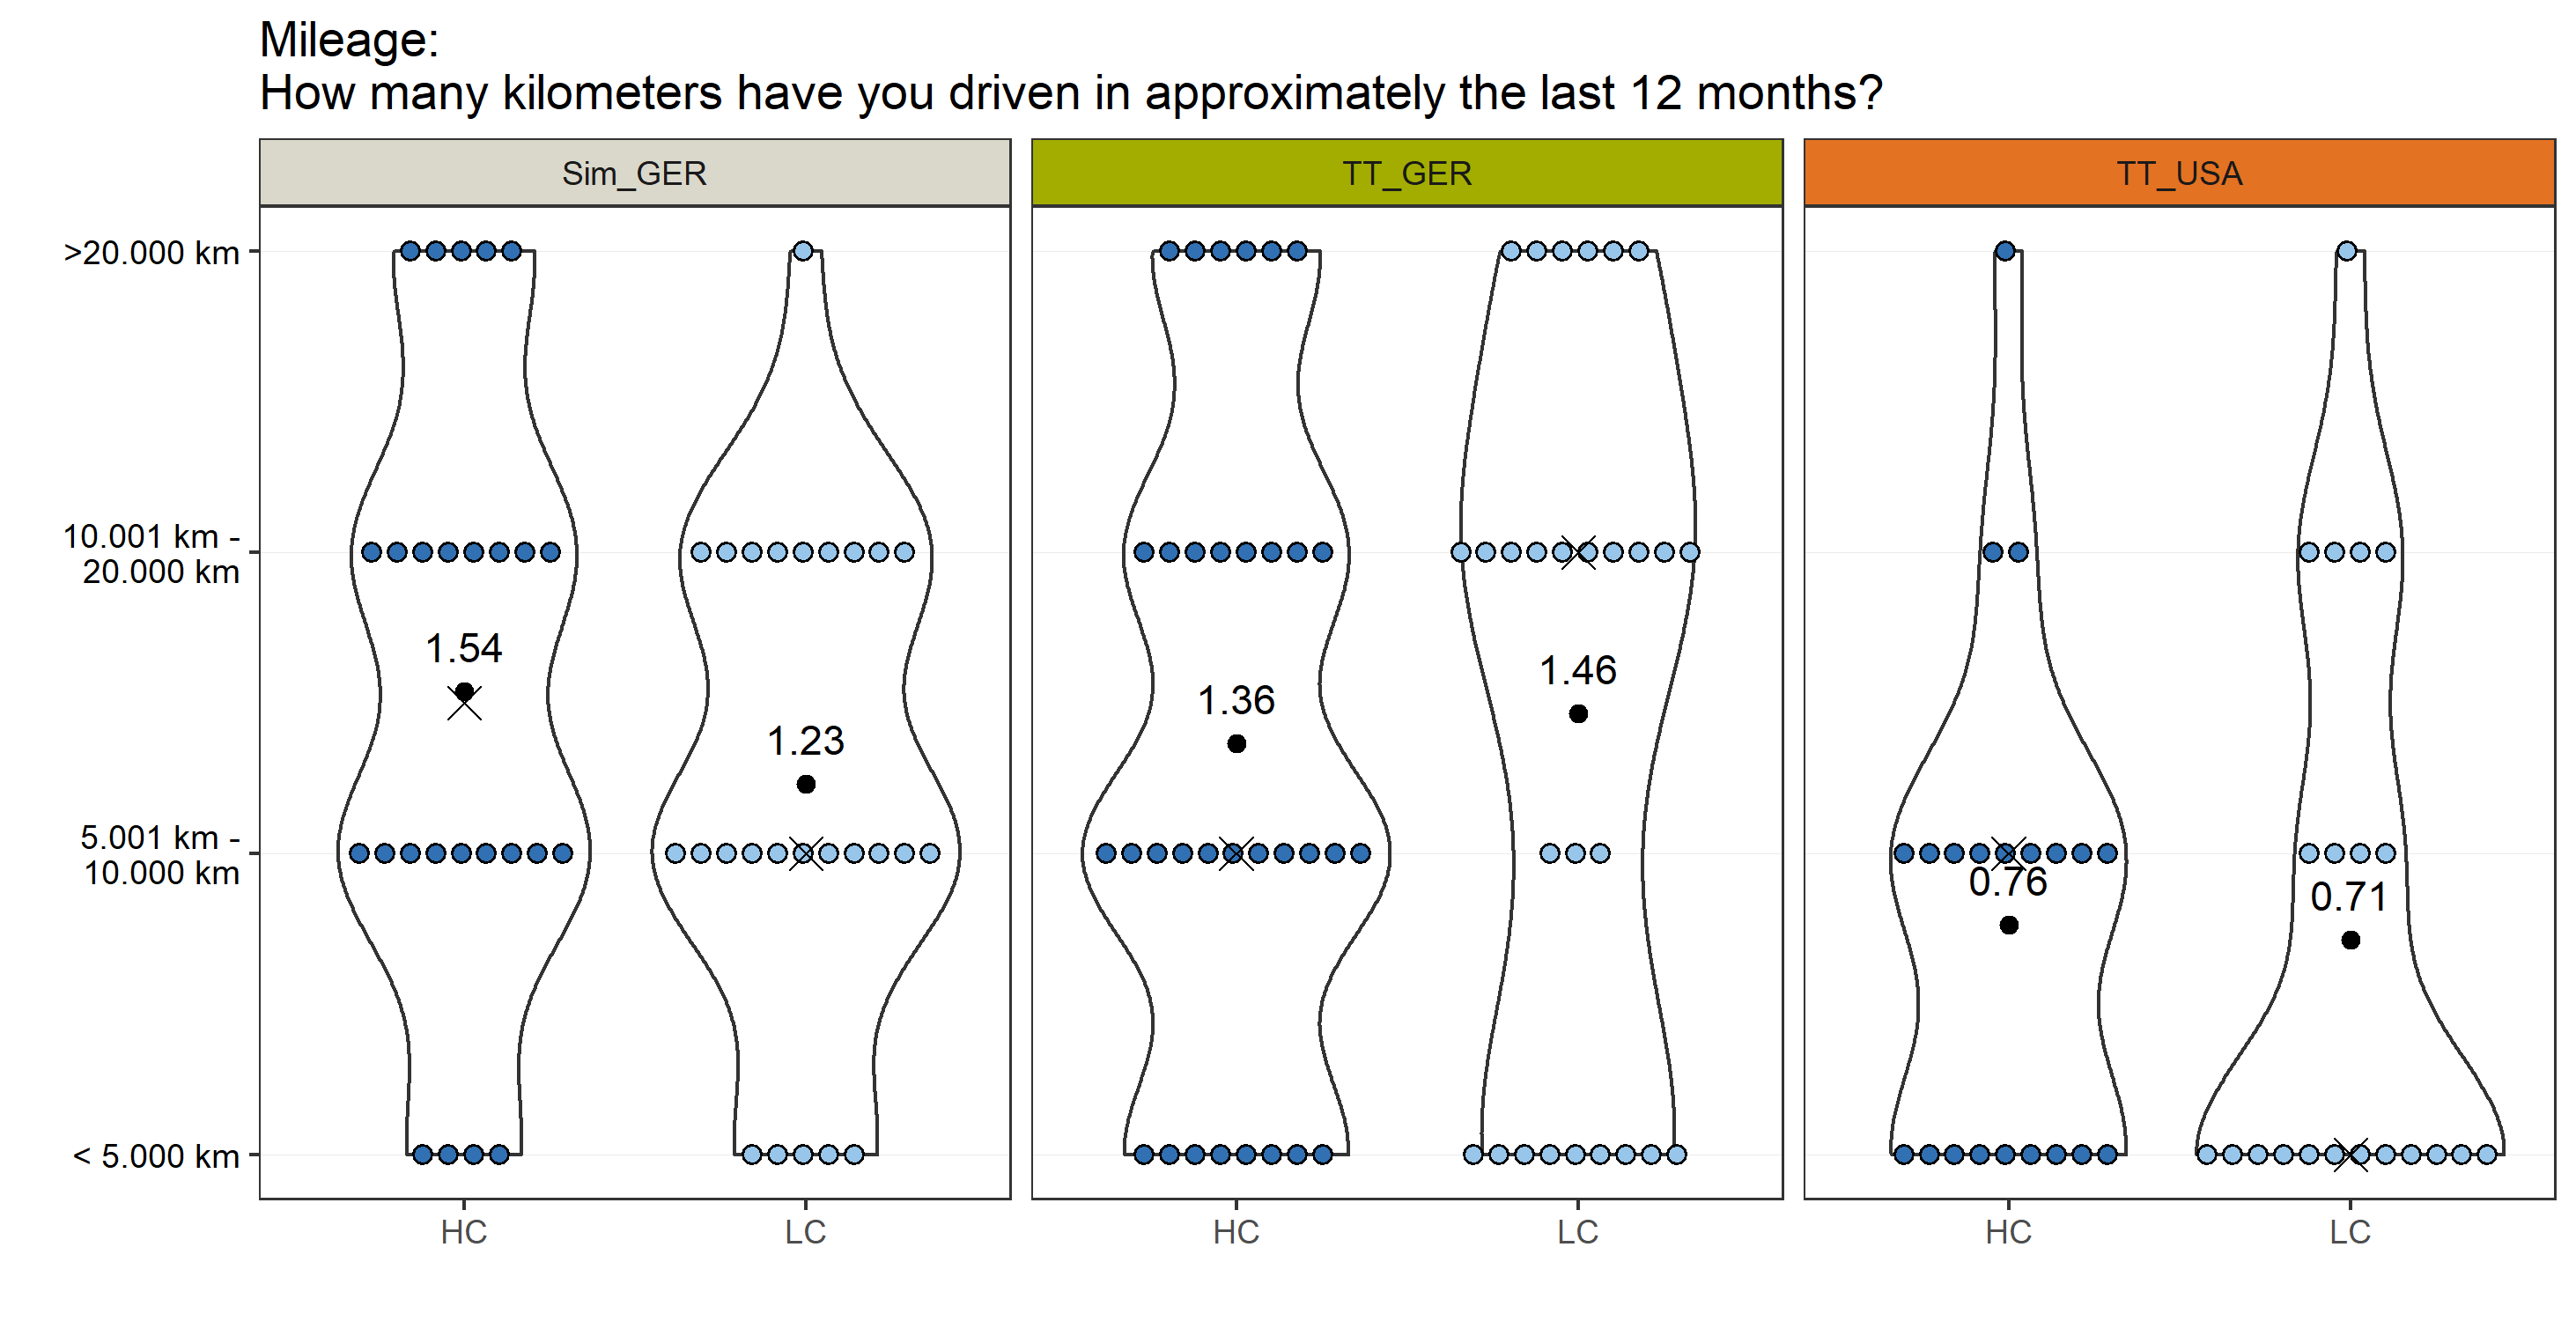 Mileage:
How many kilometers have you driven in approximately the last 12 months?
Sim_GER
TT_GER
TT_USA
>20.000 km
10.001 km -
20.000 km
5.001 km -
10.000 km
< 5.000 km
1.54
1.23
1.36
1.46
0.76
0.71
HC
LC
HC
LC
HC
LC